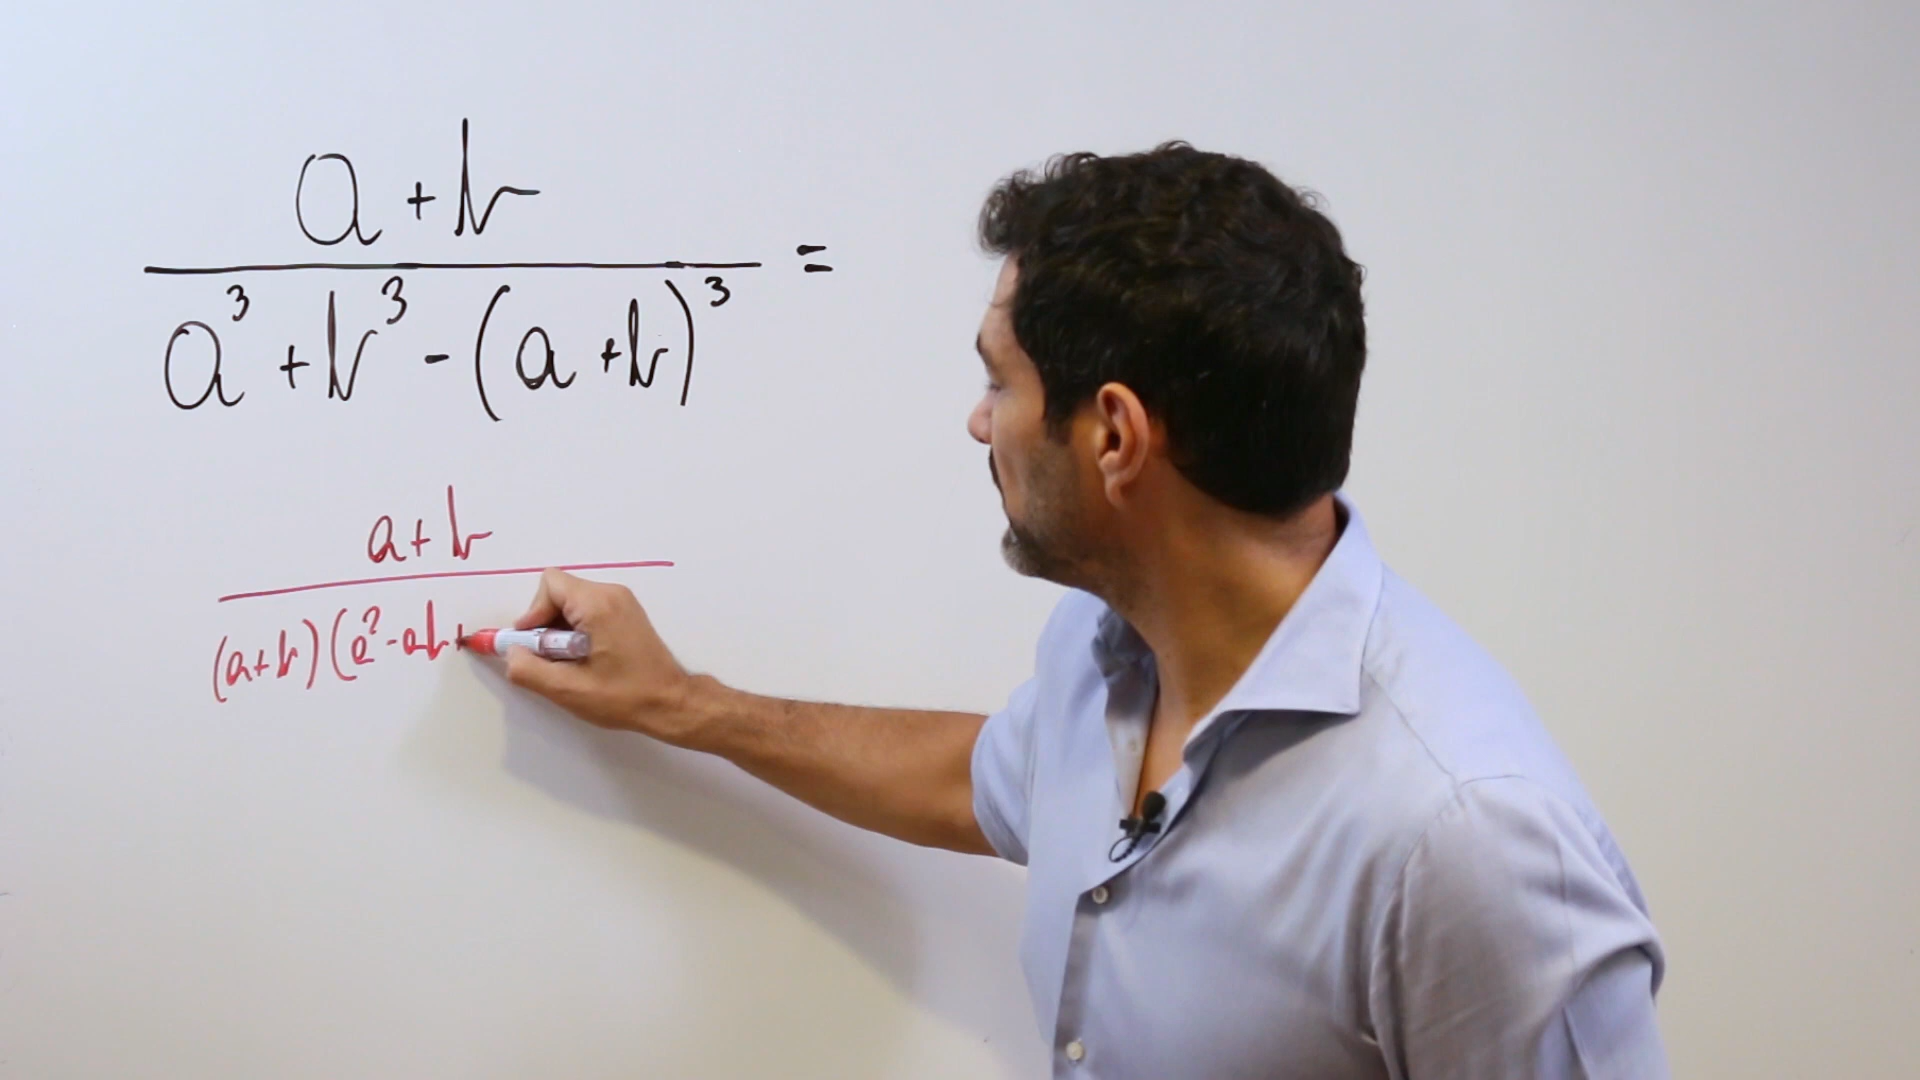 a + b
=
a³ + b³ - (a + b)³
a + b
(a + b)(a² - ab +